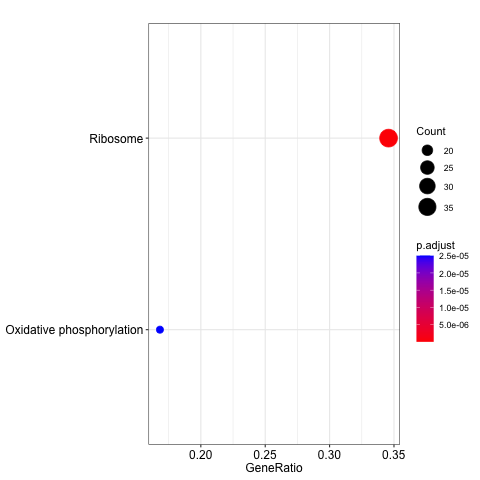 Ribosome
Oxidative phosphorylation
0.20 0.25 0.30 0.35
GeneRatio
Count
20
25
30
35
p.adjust
2.5e-05
2.0e-05
1.5e-05
1.0e-05
5.0e-06